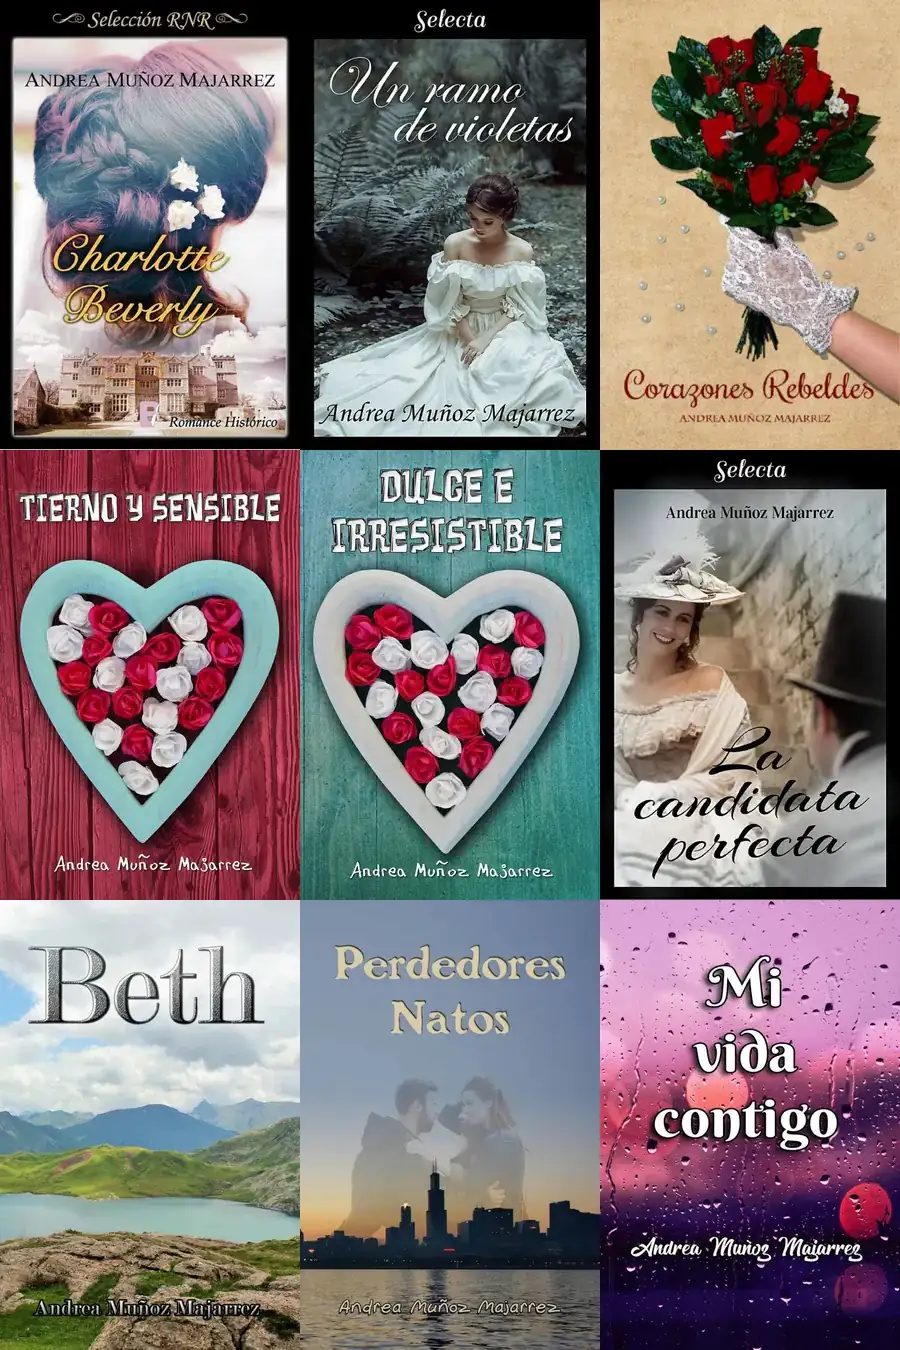 Selección RNR
ANDREA MUÑOZ MAJARREZ
Charlotte
Beverly
Romance Histórico
Selecta
Un ramo
de violetas
Andrea Muñoz Majarrez
Corazones Rebeldes
ANDREA MUÑOZ MAJARREZ
TIERNO Y SENSIBLE
Andrea Muñoz Majarrez
DULCE E
IRRESISTIBLE
Andrea Muñoz Majarrez
Selecta
Andrea Muñoz Majarrez
La
candidata
perfecta
Beth
Andrea Muñoz Majarrez
Perdedores
Natos
Andrea Muñoz Majarrez
Mi
vida
contigo
Andrea Muñoz Majarrez